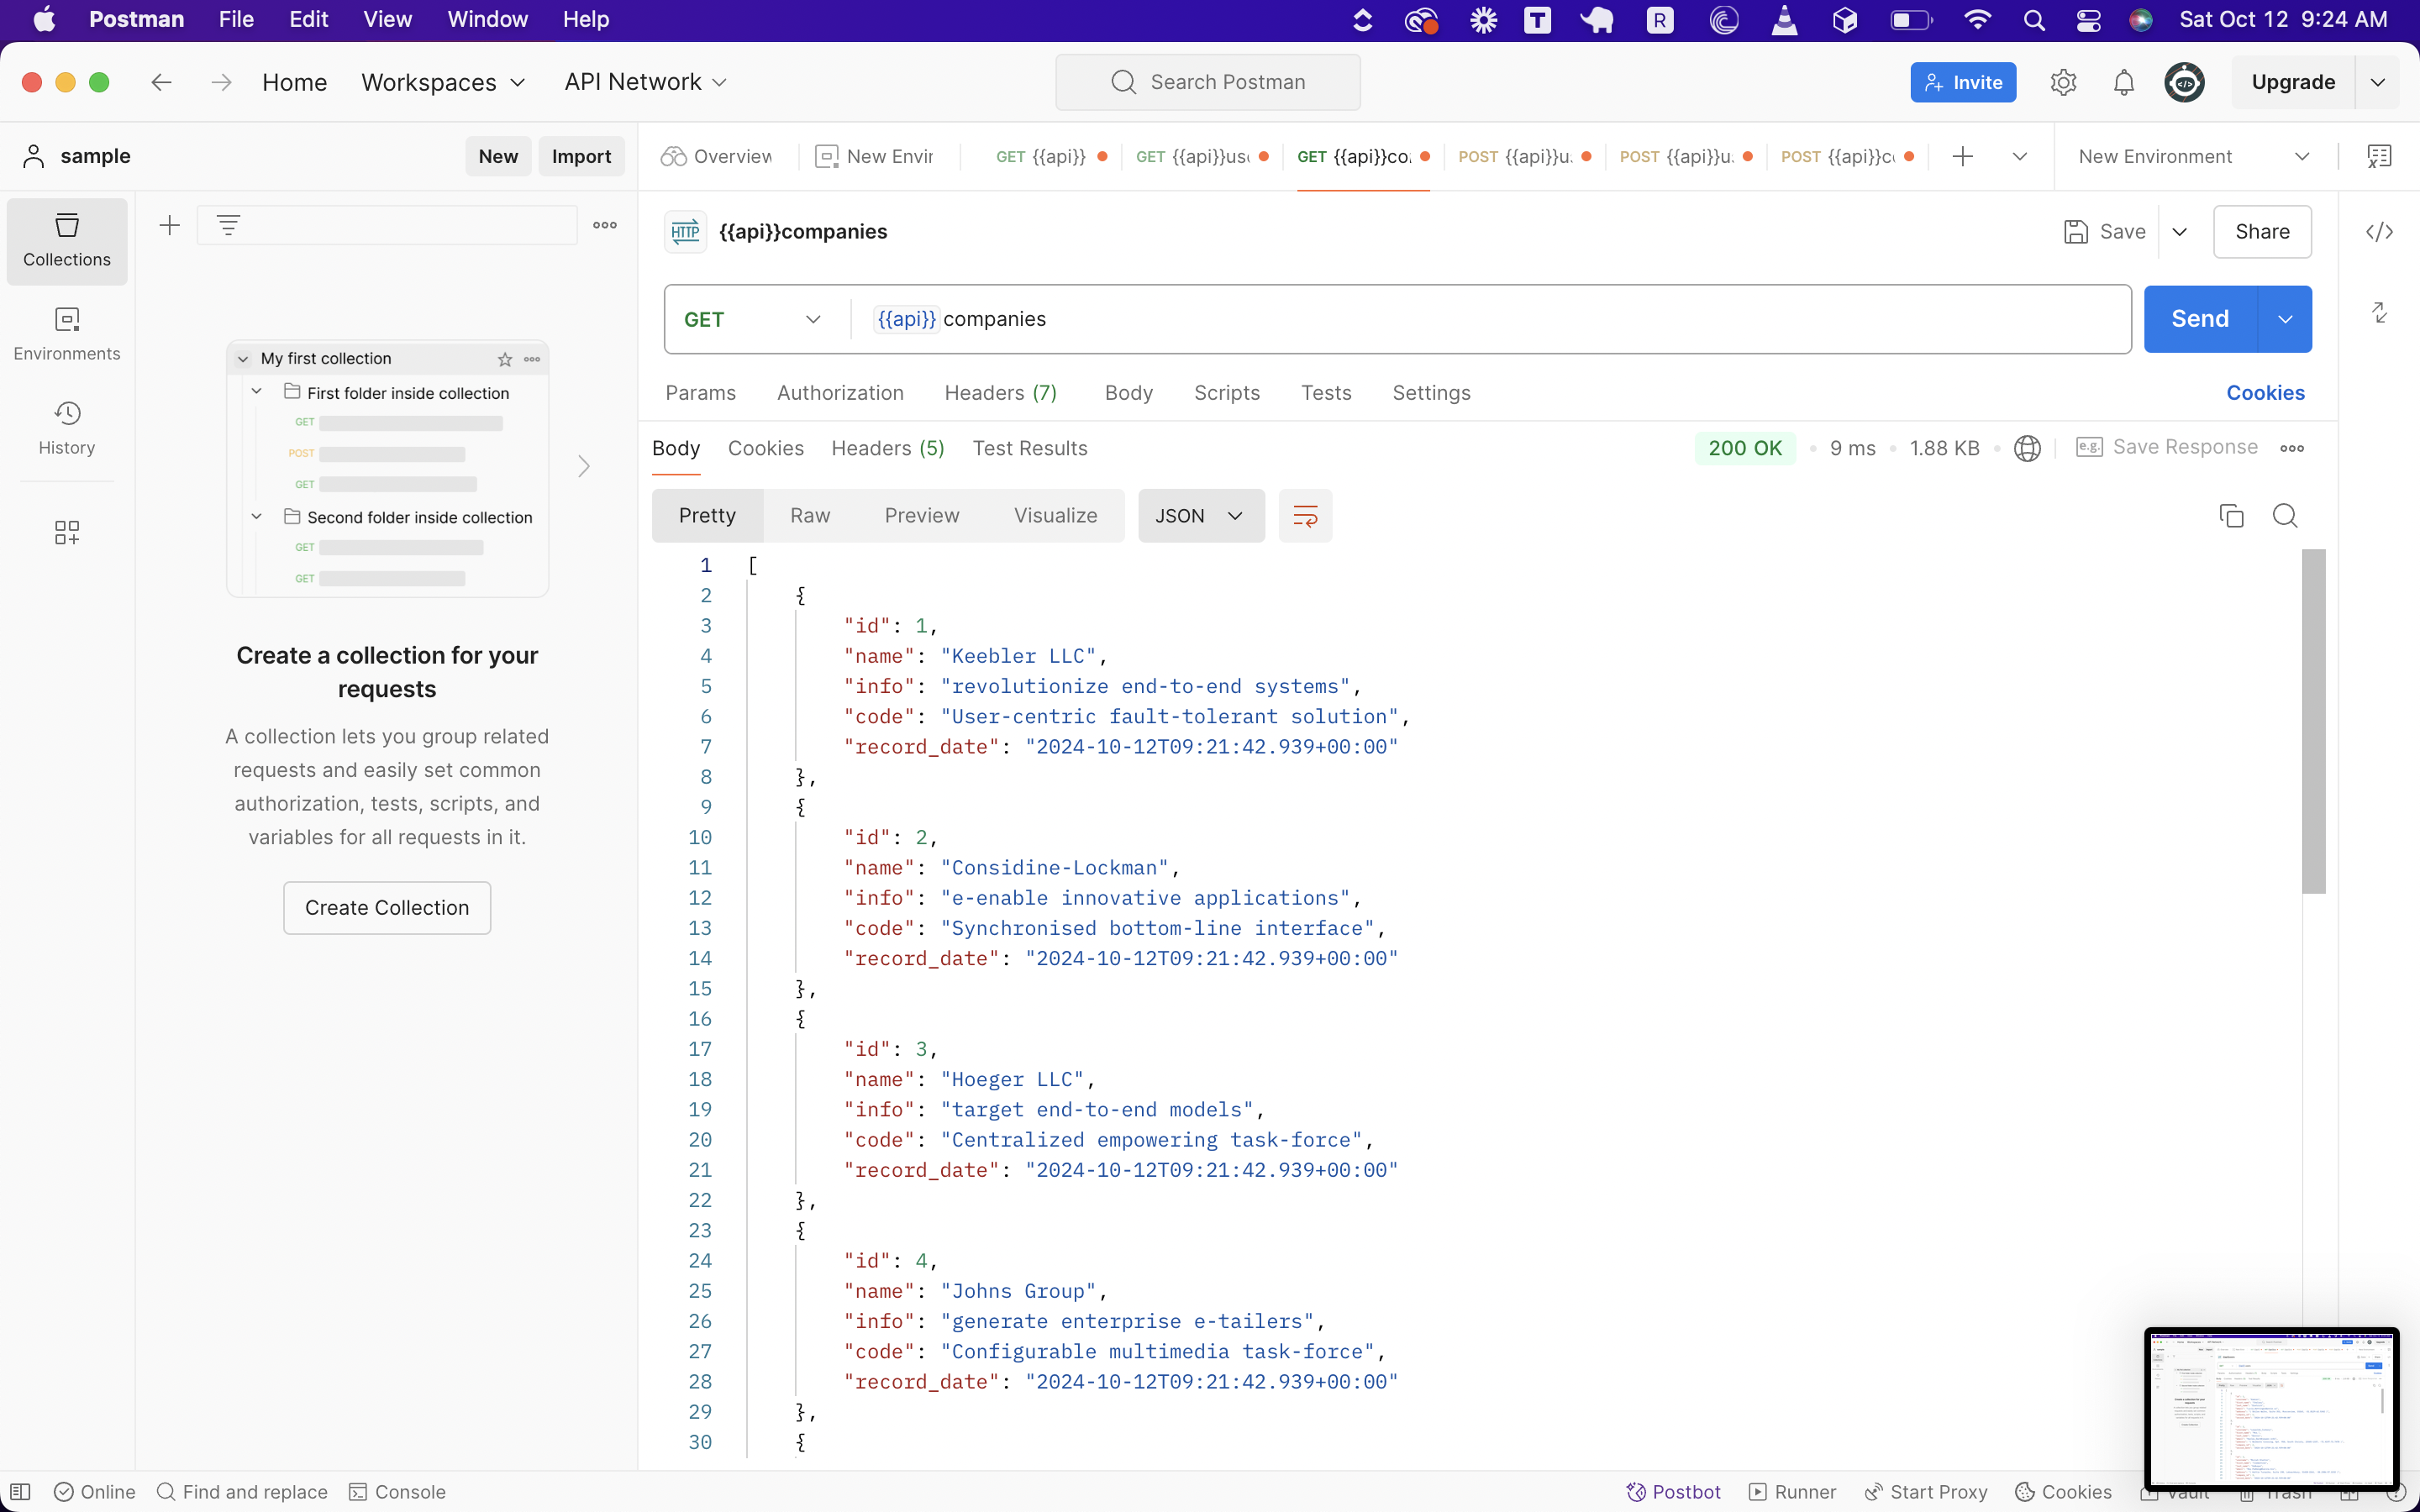 Postman File Edit View Window Help Sat Oct 12 9:24 AM
Home Workspaces API Network Search Postman Invite Upgrade
sample New Import Overview New Envir GET {{api}} GET {{api}}us GET {{api}}co. POST {{api}}u. POST {{api}}u. POST {{api}}c New Environment
HTTP {{api}}companies Save Share
GET {{api}}companies Send
Params Authorization Headers (7) Body Scripts Tests Settings Cookies
Body Cookies Headers (5) Test Results 200 OK 9 ms 1.88 KB e.g. Save Response
Pretty Raw Preview Visualize JSON
Collections
Environments
History
My first collection
First folder inside collection
GET
POST
GET
Second folder inside collection
GET
GET
Create a collection for your
requests
A collection lets you group related
requests and easily set common
authorization, tests, scripts, and
variables for all requests in it.
Create Collection
1 [
2 {
3 "id": 1,
4 "name": "Keebler LLC",
5 "info": "revolutionize end-to-end systems",
6 "code": "User-centric fault-tolerant solution",
7 "record_date": "2024-10-12T09:21:42.939+00:00"
8 },
9 {
10 "id": 2,
11 "name": "Considine-Lockman",
12 "info": "e-enable innovative applications",
13 "code": "Synchronised bottom-line interface",
14 "record_date": "2024-10-12T09:21:42.939+00:00"
15 },
16 {
17 "id": 3,
18 "name": "Hoeger LLC",
19 "info": "target end-to-end models",
20 "code": "Centralized empowering task-force",
21 "record_date": "2024-10-12T09:21:42.939+00:00"
22 },
23 {
24 "id": 4,
25 "name": "Johns Group",
26 "info": "generate enterprise e-tailers",
27 "code": "Configurable multimedia task-force",
28 "record_date": "2024-10-12T09:21:42.939+00:00"
29 },
30 {
Online Find and replace Console Postbot Runner Start Proxy Cookies Vault Trash